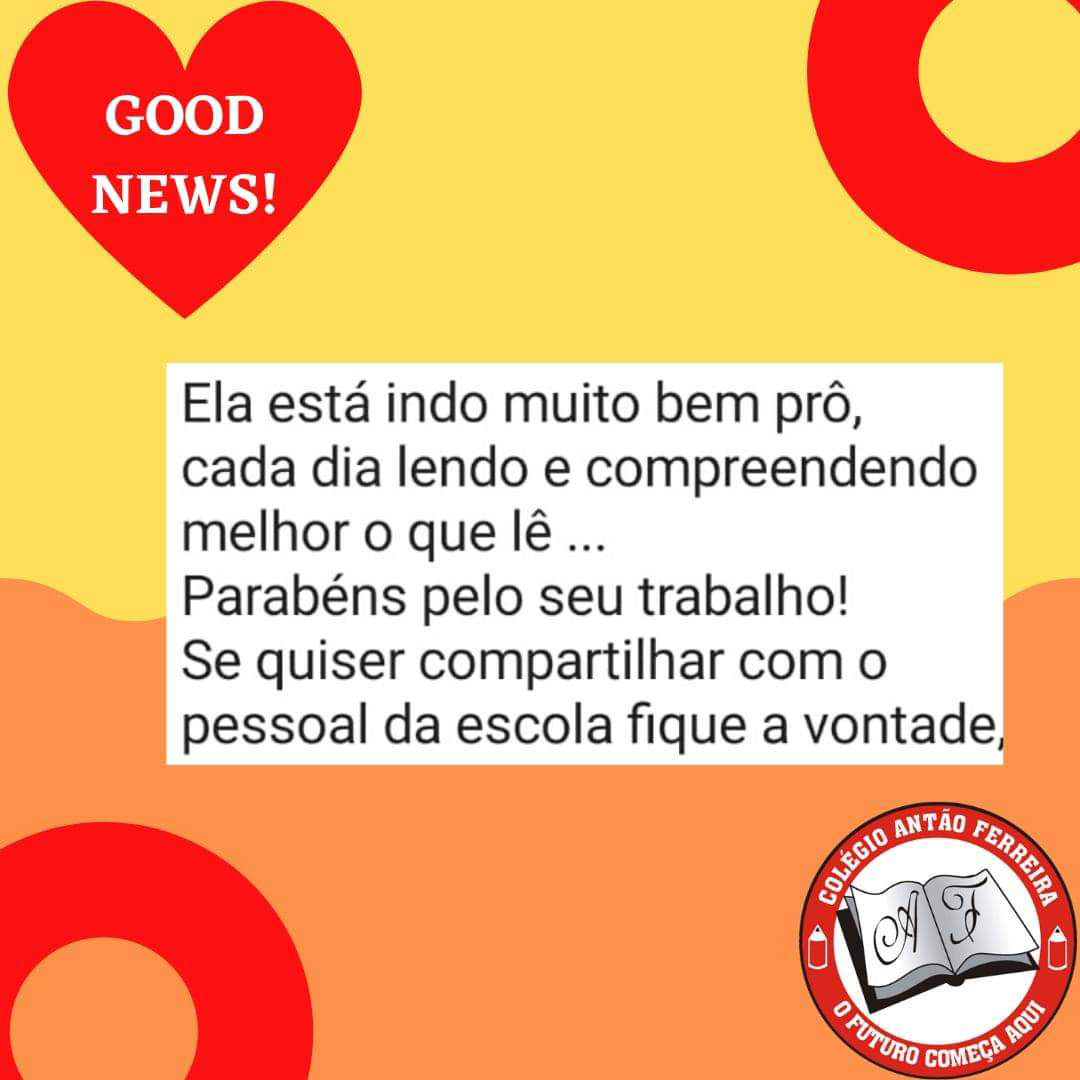 GOOD
NEWS!
Ela está indo muito bem prô,
cada dia lendo e compreendendo
melhor o que lê ...
Parabéns pelo seu trabalho!
Se quiser compartilhar com o
pessoal da escola fique a vontade,
COLÉGIO ANTÃO FERREIRA
A F
O FUTURO COMEÇA AQUI